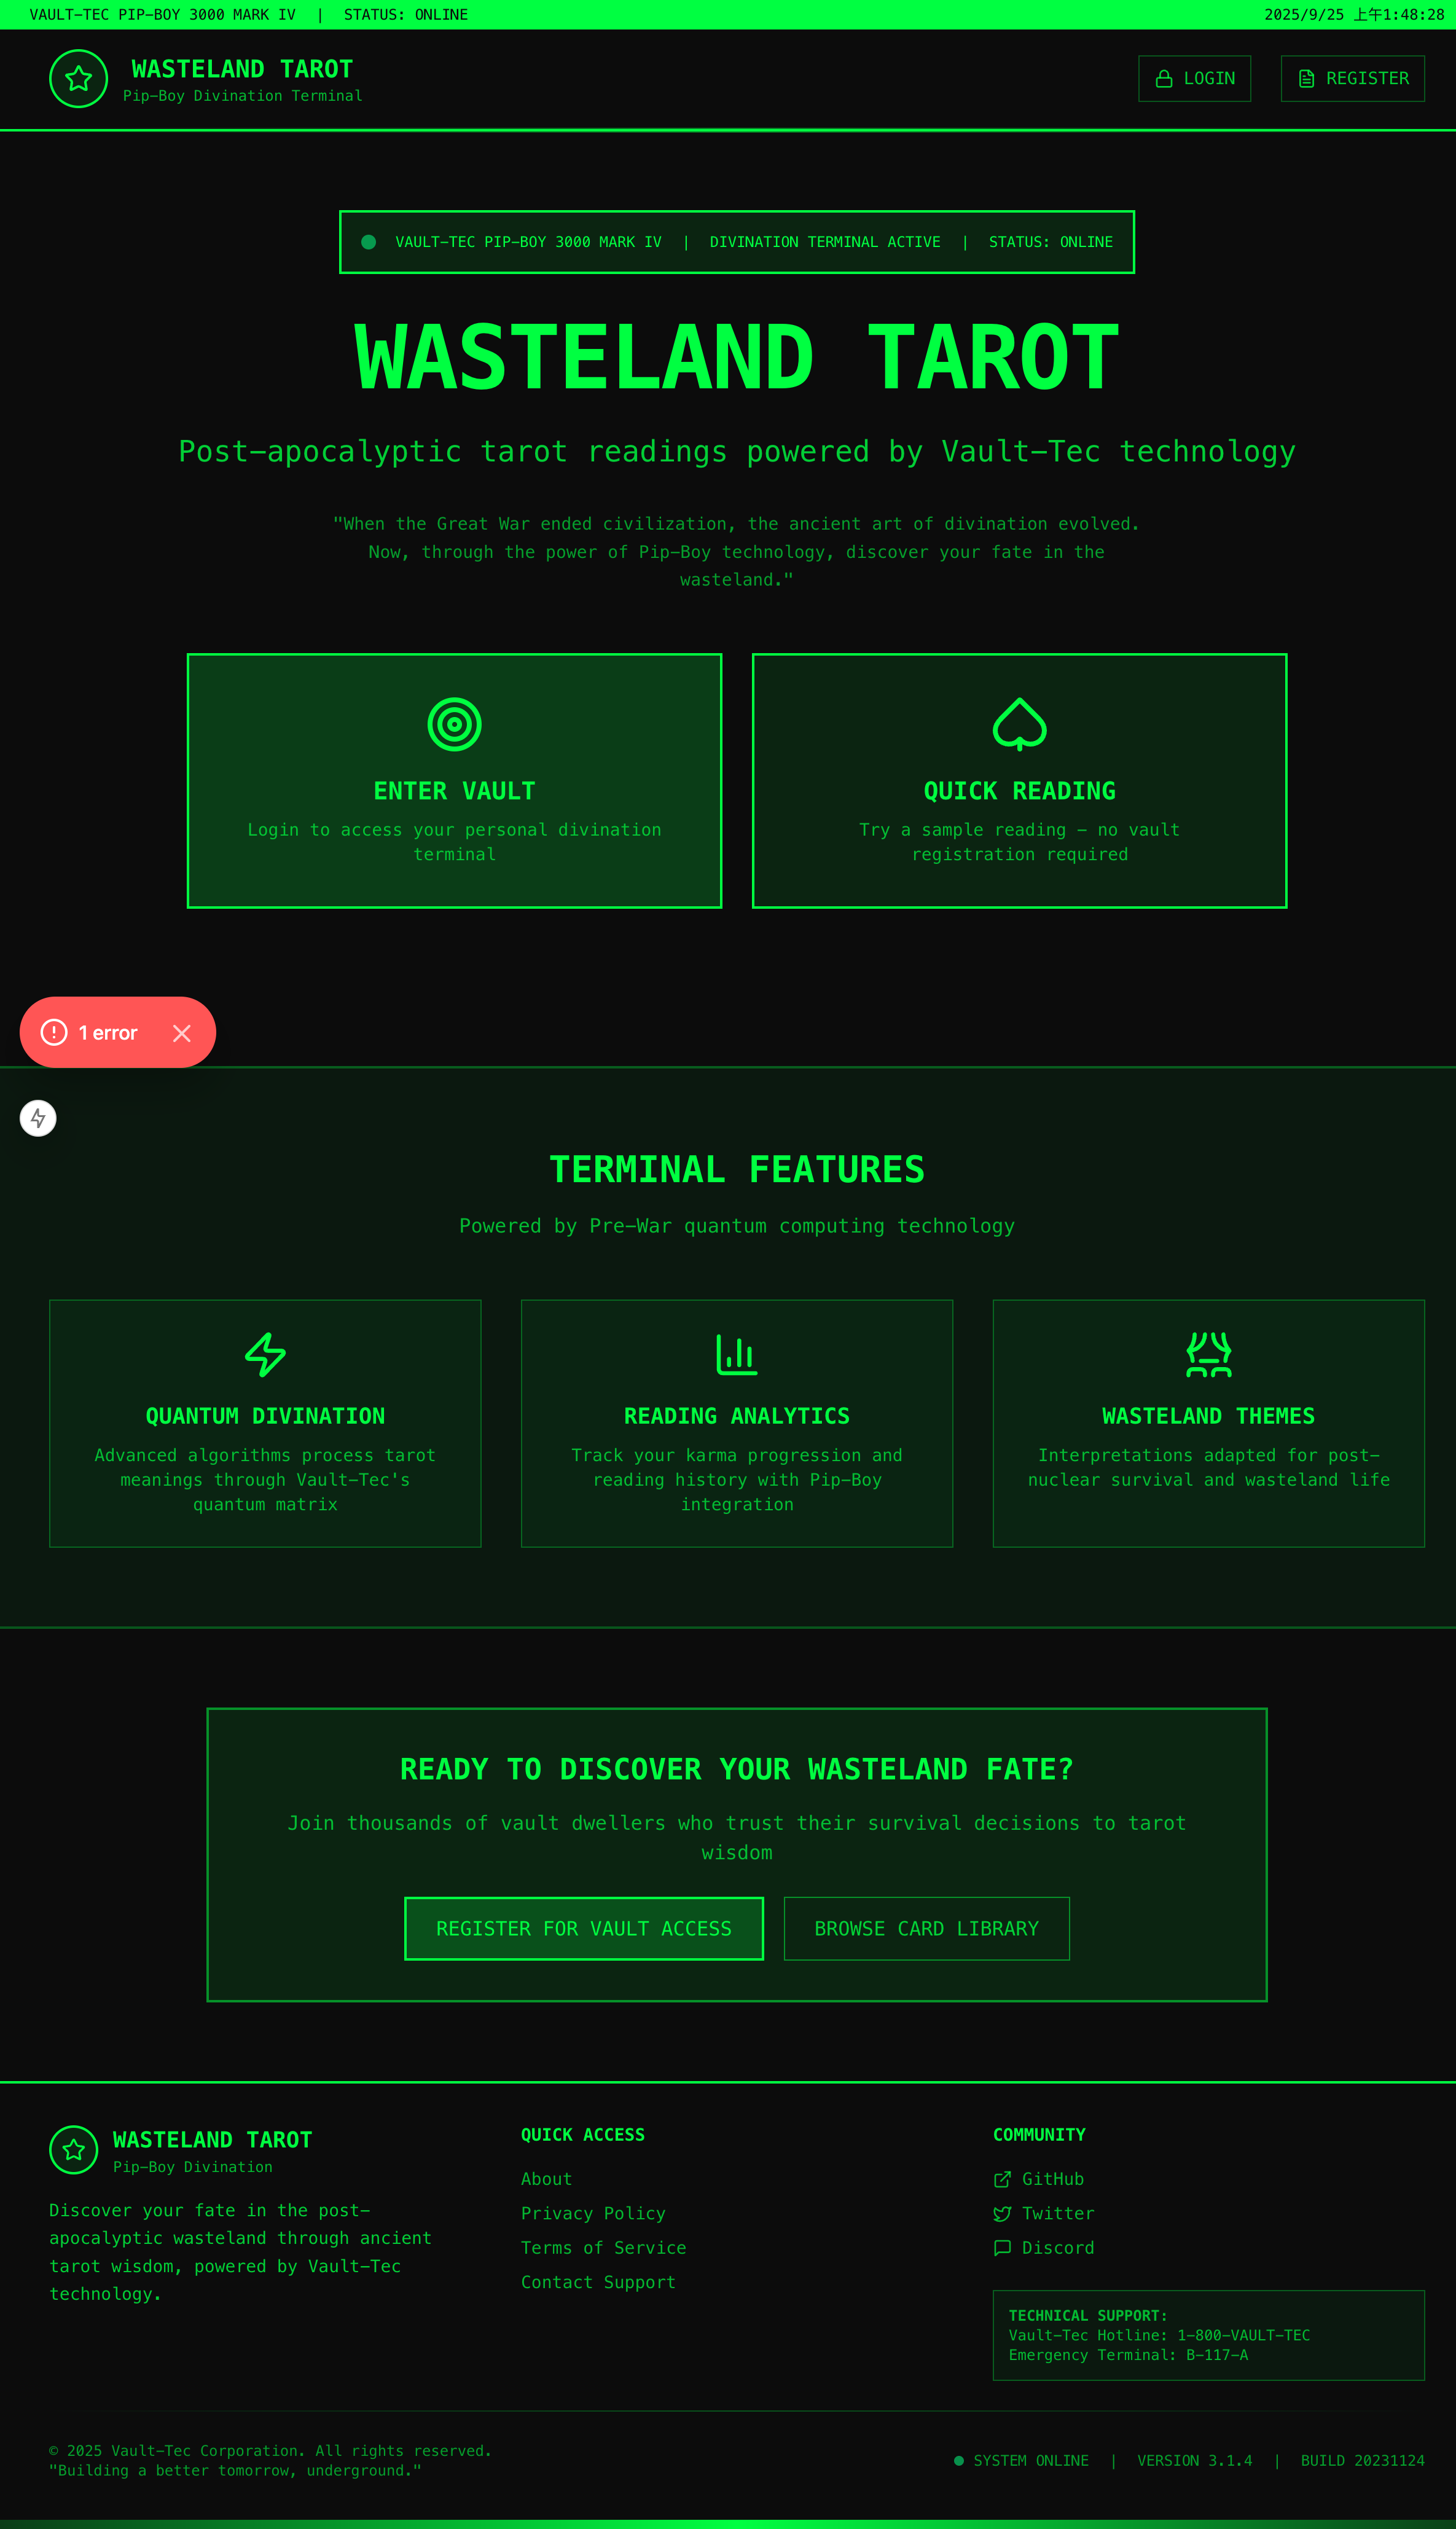 VAULT-TEC PIP-BOY 3000 MARK IV | STATUS: ONLINE
2025/9/25 上午1:48:28
WASTELAND TAROT
Pip-Boy Divination Terminal
LOGIN
REGISTER
VAULT-TEC PIP-BOY 3000 MARK IV | DIVINATION TERMINAL ACTIVE | STATUS: ONLINE
WASTELAND TAROT
Post-apocalyptic tarot readings powered by Vault-Tec technology
"When the Great War ended civilization, the ancient art of divination evolved.
Now, through the power of Pip-Boy technology, discover your fate in the
wasteland."
ENTER VAULT
Login to access your personal divination
terminal
QUICK READING
Try a sample reading - no vault
registration required
1 error
TERMINAL FEATURES
Powered by Pre-War quantum computing technology
QUANTUM DIVINATION
Advanced algorithms process tarot
meanings through Vault-Tec's
quantum matrix
READING ANALYTICS
Track your karma progression and
reading history with Pip-Boy
integration
WASTELAND THEMES
Interpretations adapted for post-
nuclear survival and wasteland life
READY TO DISCOVER YOUR WASTELAND FATE?
Join thousands of vault dwellers who trust their survival decisions to tarot
wisdom
REGISTER FOR VAULT ACCESS
BROWSE CARD LIBRARY
WASTELAND TAROT
Pip-Boy Divination
Discover your fate in the post-
apocalyptic wasteland through ancient
tarot wisdom, powered by Vault-Tec
technology.
QUICK ACCESS
About
Privacy Policy
Terms of Service
Contact Support
COMMUNITY
GitHub
Twitter
Discord
TECHNICAL SUPPORT:
Vault-Tec Hotline: 1-800-VAULT-TEC
Emergency Terminal: B-117-A
© 2025 Vault-Tec Corporation. All rights reserved.
"Building a better tomorrow, underground."
SYSTEM ONLINE | VERSION 3.1.4 | BUILD 20231124